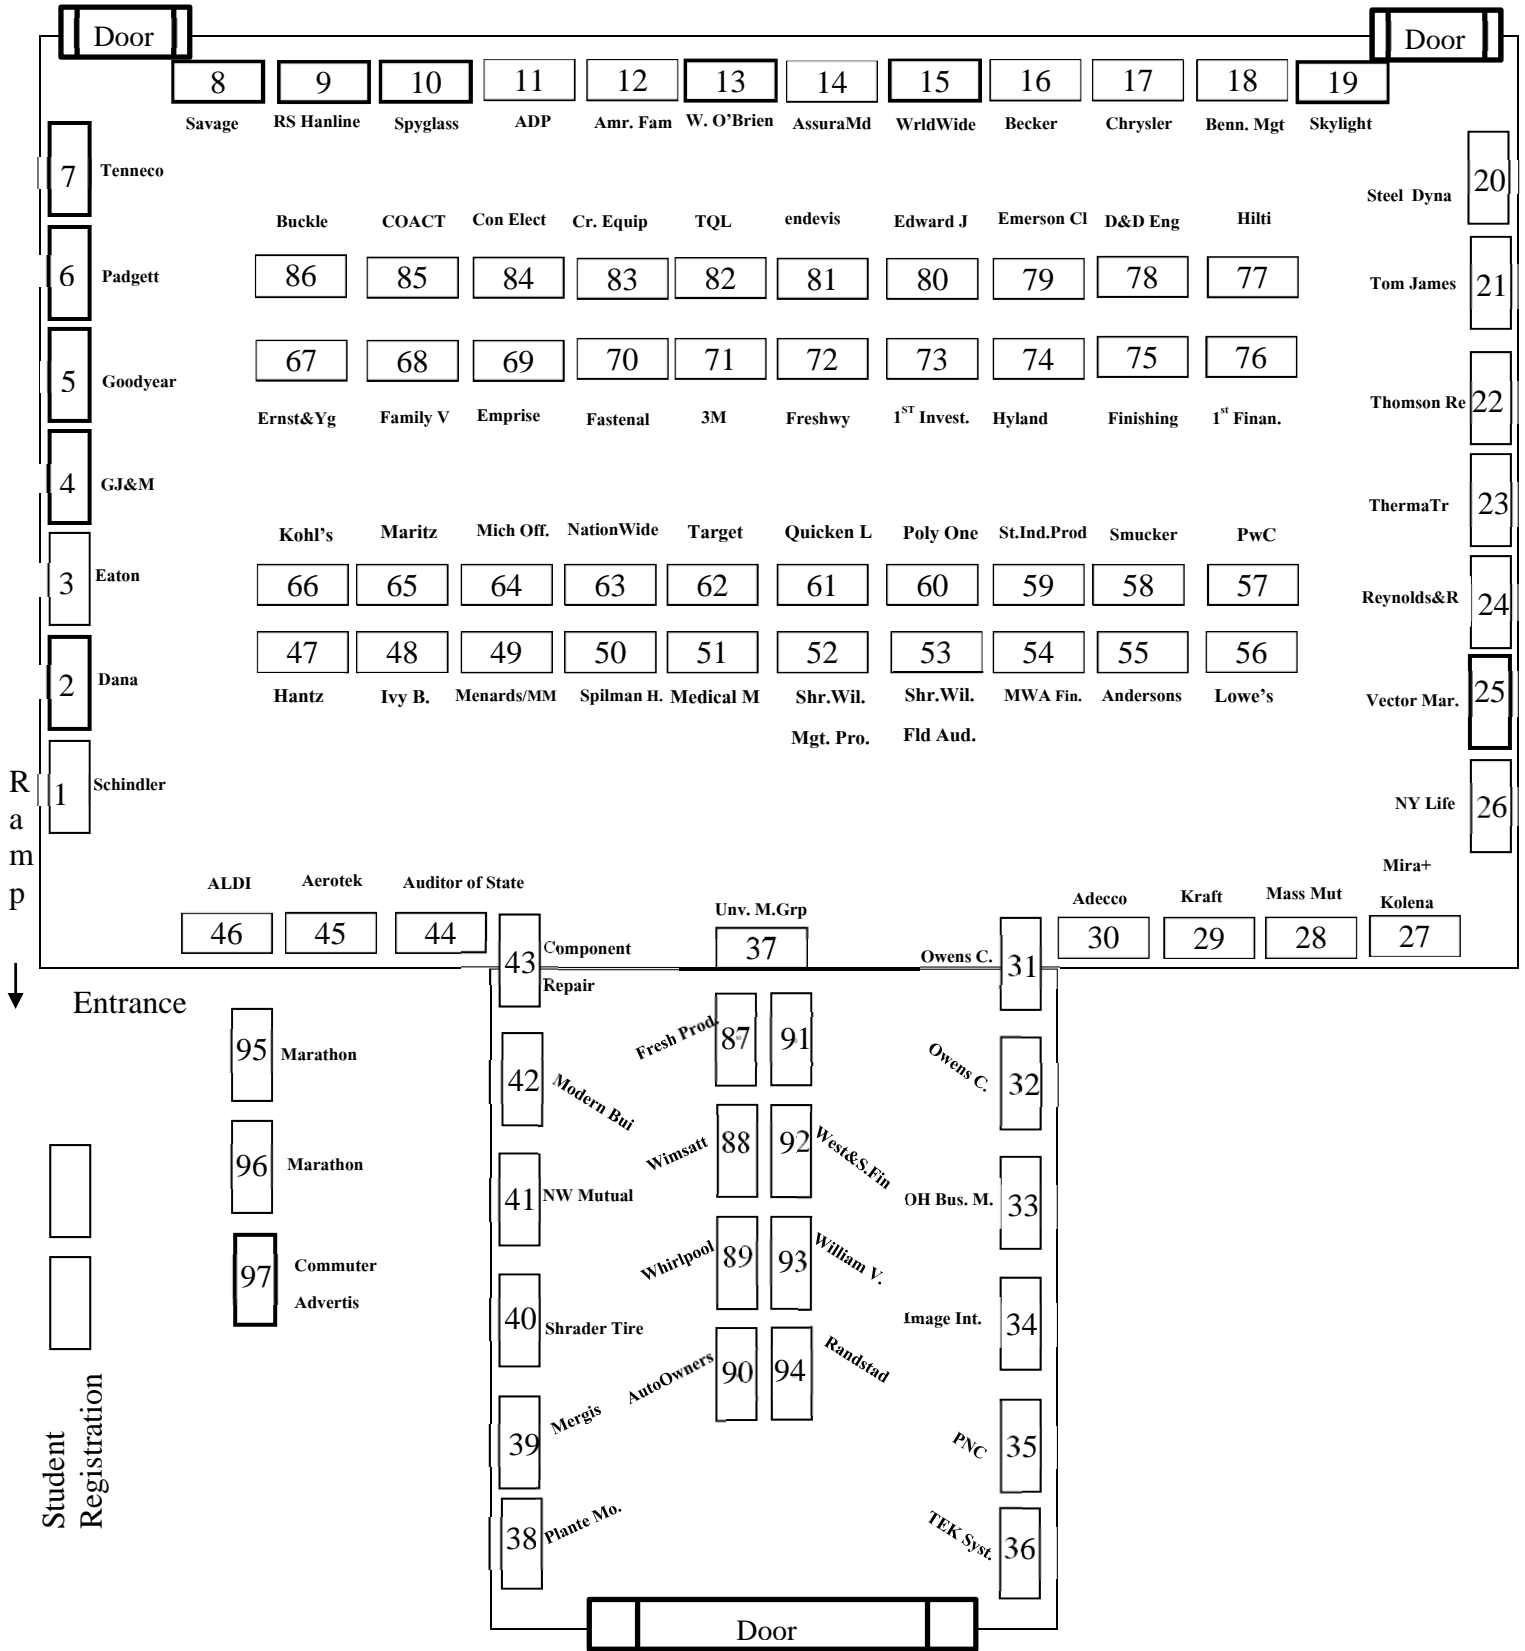 Door
Door
8
9
10
11
12
13
14
15
16
17
18
19
Savage
RS Hanline
Spyglass
ADP
Amr. Fam
W. O'Brien
AssuraMd
WrldWide
Becker
Chrysler
Benn. Mgt
Skylight
7
Tenneco
6
Padgett
5
Goodyear
4
GJ&M
3
Eaton
2
Dana
1
Schindler
Ramp
Buckle
COACT
Con Elect
Cr. Equip
TQL
endevis
Edward J
Emerson Cl
D&D Eng
Hilti
86
85
84
83
82
81
80
79
78
77
67
68
69
70
71
72
73
74
75
76
Ernst&Yg
Family V
Emprise
Fastenal
3M
Freshwy
1ST Invest.
Hyland
Finishing
1st Finan.
Kohl's
Maritz
Mich Off.
NationWide
Target
Quicken L
Poly One
St.Ind.Prod
Smucker
PwC
66
65
64
63
62
61
60
59
58
57
47
48
49
50
51
52
53
54
55
56
Hantz
Ivy B.
Menards/MM
Spilman H.
Medical M
Shr.Wil.
Mgt. Pro.
Shr.Wil.
Fld Aud.
MWA Fin.
Andersons
Lowe's
Steel Dyna
20
Tom James
21
Thomson Re
22
ThermaTr
23
Reynolds&R
24
Vector Mar.
25
NY Life
26
ALDI
Aerotek
Auditor of State
46
45
44
43
Component
Repair
Unv. M.Grp
37
Owens C.
31
Adecco
Kraft
Mass Mut
Mira+
Kolena
30
29
28
27
Entrance
95
Marathon
96
Marathon
97
Commuter
Advertis
Student
Registration
42
Modern Bui
41
NW Mutual
40
Shrader Tire
39
Mergis
38
Plante Mo.
Fresh Prod.
87
91
Wimsatt
88
92
West&S.Fin
Whirlpool
89
93
William V.
AutoOwners
90
94
Randstad
Owens C.
32
OH Bus. M.
33
Image Int.
34
PNC
35
TEK Syst.
36
Door